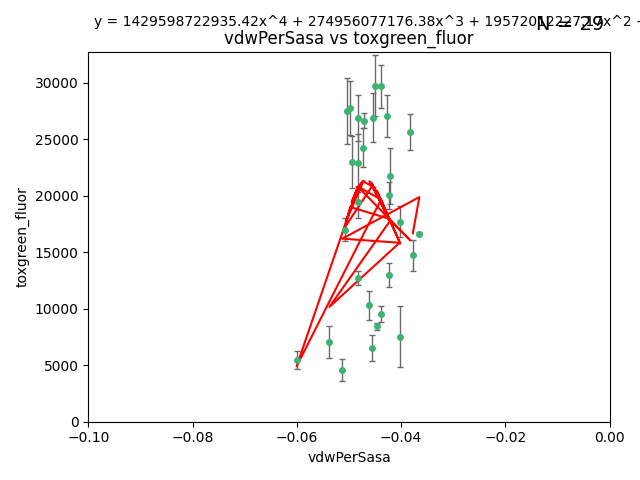 y = 1429598722935.42x^4 + 274956077176.38x^3 +
N = 29
vdwPerSasa vs toxgreen_fluor
30000
25000
20000
15000
10000
5000
0
toxgreen_fluor
−0.10 −0.08 −0.06 −0.04 −0.02 0.00
vdwPerSasa